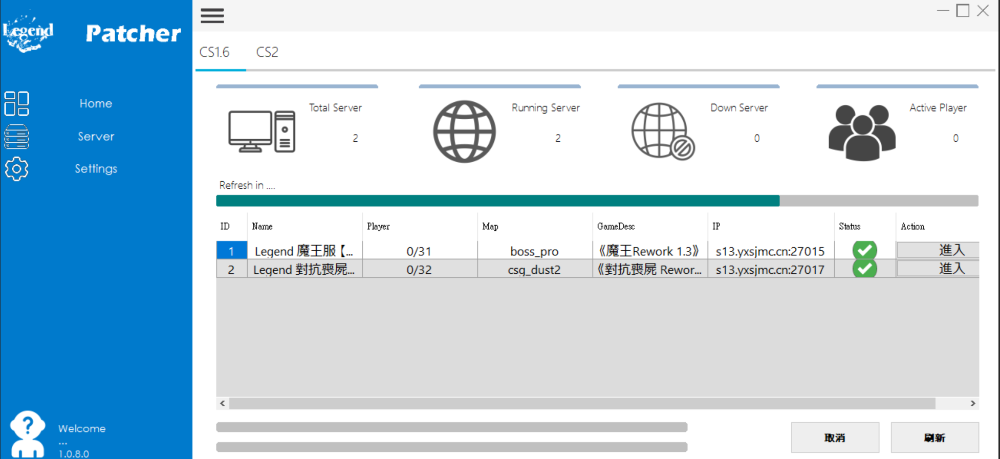 Legend
Patcher
Home
Server
Settings
Welcome
...
1.0.8.0
CS1.6 CS2
Total Server
2
Running Server
2
Down Server
0
Active Player
0
Refresh in ....
ID Name Player Map GameDesc IP Status Action
1 Legend 魔王服【... 0/31 boss_pro 《魔王Rework 1.3》 s13.yxsjmc.cn:27015 進入
2 Legend 對抗喪屍... 0/32 csg_dust2 《對抗喪屍 Rewor... s13.yxsjmc.cn:27017 進入
取消 刷新